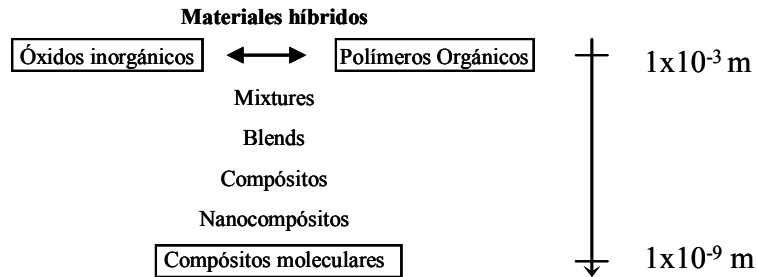 Materiales híbridos
Óxidos inorgánicos Polímeros Orgánicos 1x10⁻³ m
Mixtures
Blends
Compósitos
Nanocompósitos
Compósitos moleculares 1x10⁻⁹ m